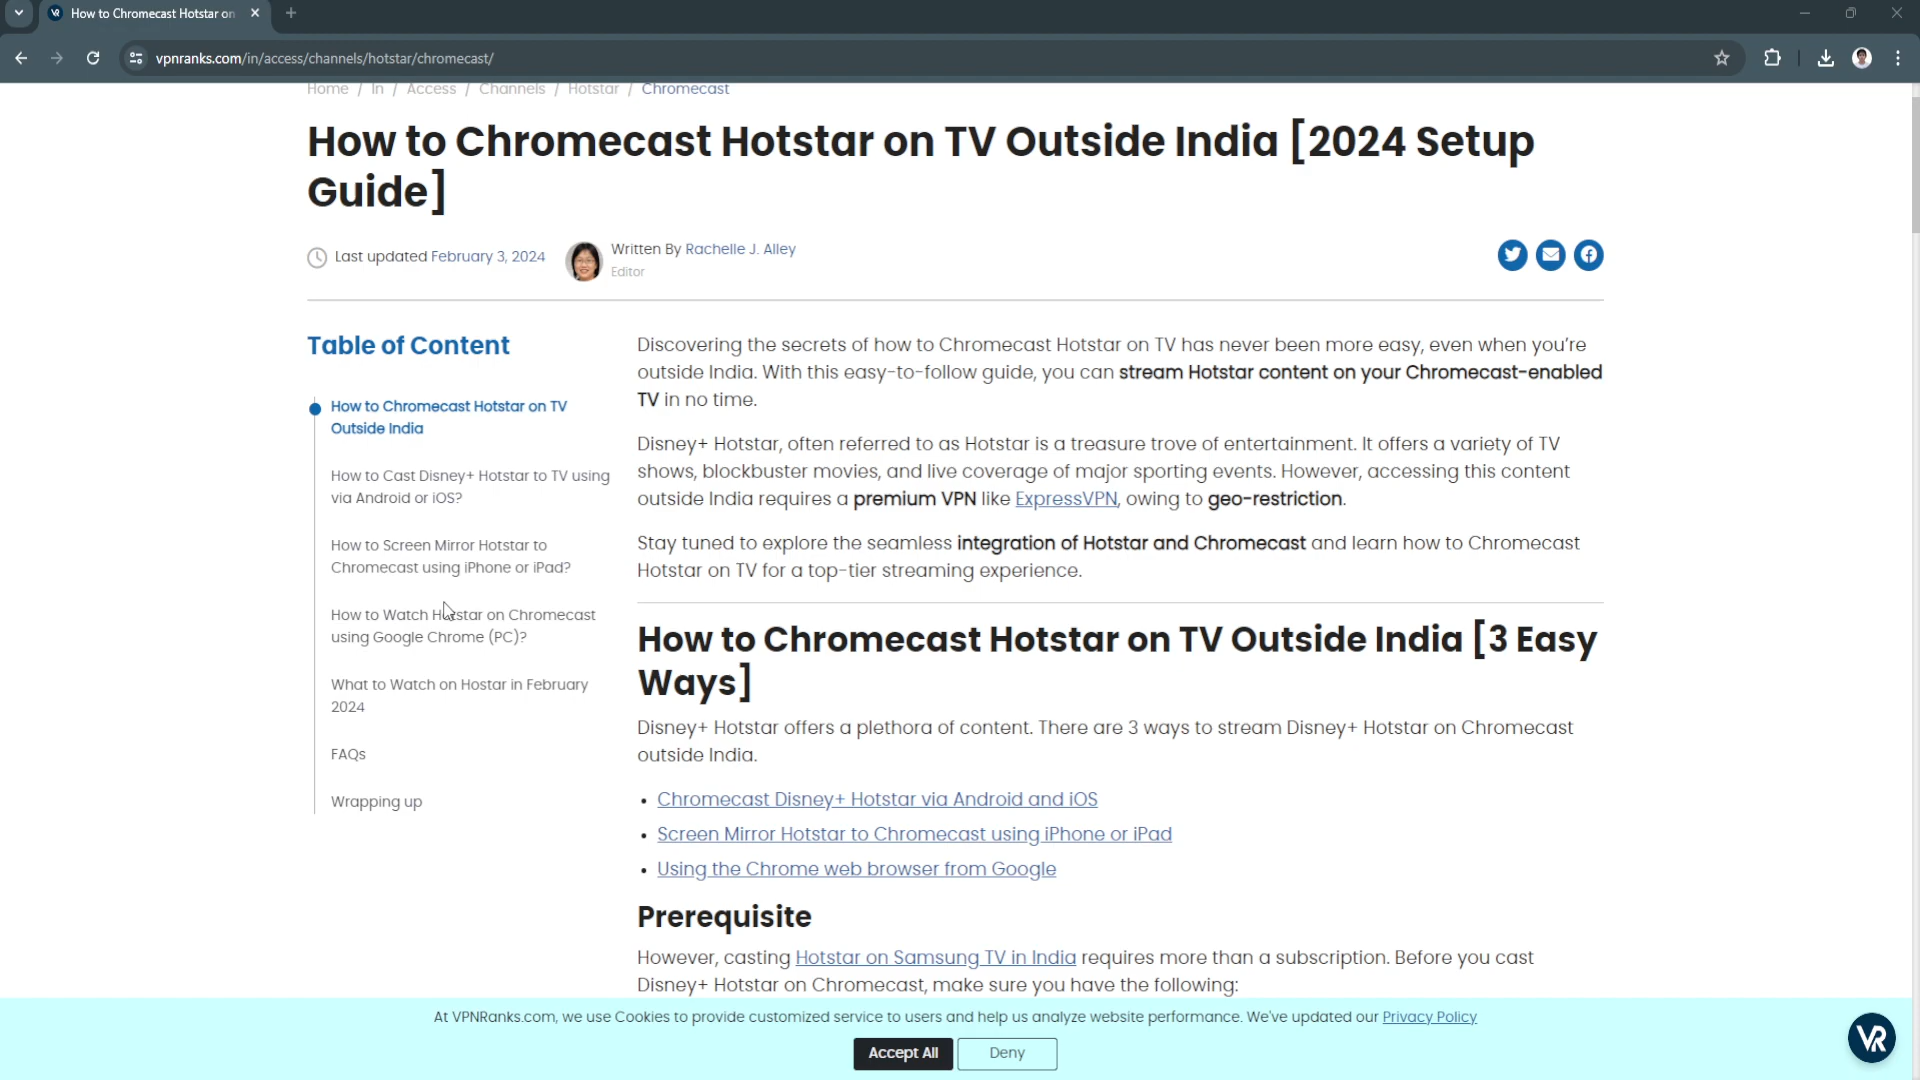 How to Chromecast Hotstar on
vpnranks.com/in/access/channels/hotstar/chromecast/
Home / In / Access / Channels / Hotstar / Chromecast
How to Chromecast Hotstar on TV Outside India [2024 Setup
Guide]
Last updated February 3, 2024
Written By Rachelle J. Alley
Editor
Table of Content
How to Chromecast Hotstar on TV
Outside India
How to Cast Disney+ Hotstar to TV using
via Android or iOS?
How to Screen Mirror Hotstar to
Chromecast using iPhone or iPad?
How to Watch Hotstar on Chromecast
using Google Chrome (PC)?
What to Watch on Hostar in February
2024
FAQs
Wrapping up
Discovering the secrets of how to Chromecast Hotstar on TV has never been more easy, even when you're
outside India. With this easy-to-follow guide, you can stream Hotstar content on your Chromecast-enabled
TV in no time.
Disney+ Hotstar, often referred to as Hotstar is a treasure trove of entertainment. It offers a variety of TV
shows, blockbuster movies, and live coverage of major sporting events. However, accessing this content
outside India requires a premium VPN like ExpressVPN, owing to geo-restriction.
Stay tuned to explore the seamless integration of Hotstar and Chromecast and learn how to Chromecast
Hotstar on TV for a top-tier streaming experience.
How to Chromecast Hotstar on TV Outside India [3 Easy
Ways]
Disney+ Hotstar offers a plethora of content. There are 3 ways to stream Disney+ Hotstar on Chromecast
outside India.
• Chromecast Disney+ Hotstar via Android and iOS
• Screen Mirror Hotstar to Chromecast using iPhone or iPad
• Using the Chrome web browser from Google
Prerequisite
However, casting Hotstar on Samsung TV in India requires more than a subscription. Before you cast
Disney+ Hotstar on Chromecast, make sure you have the following:
At VPNRanks.com, we use Cookies to provide customized service to users and help us analyze website performance. We've updated our Privacy Policy
Accept All
Deny
VR